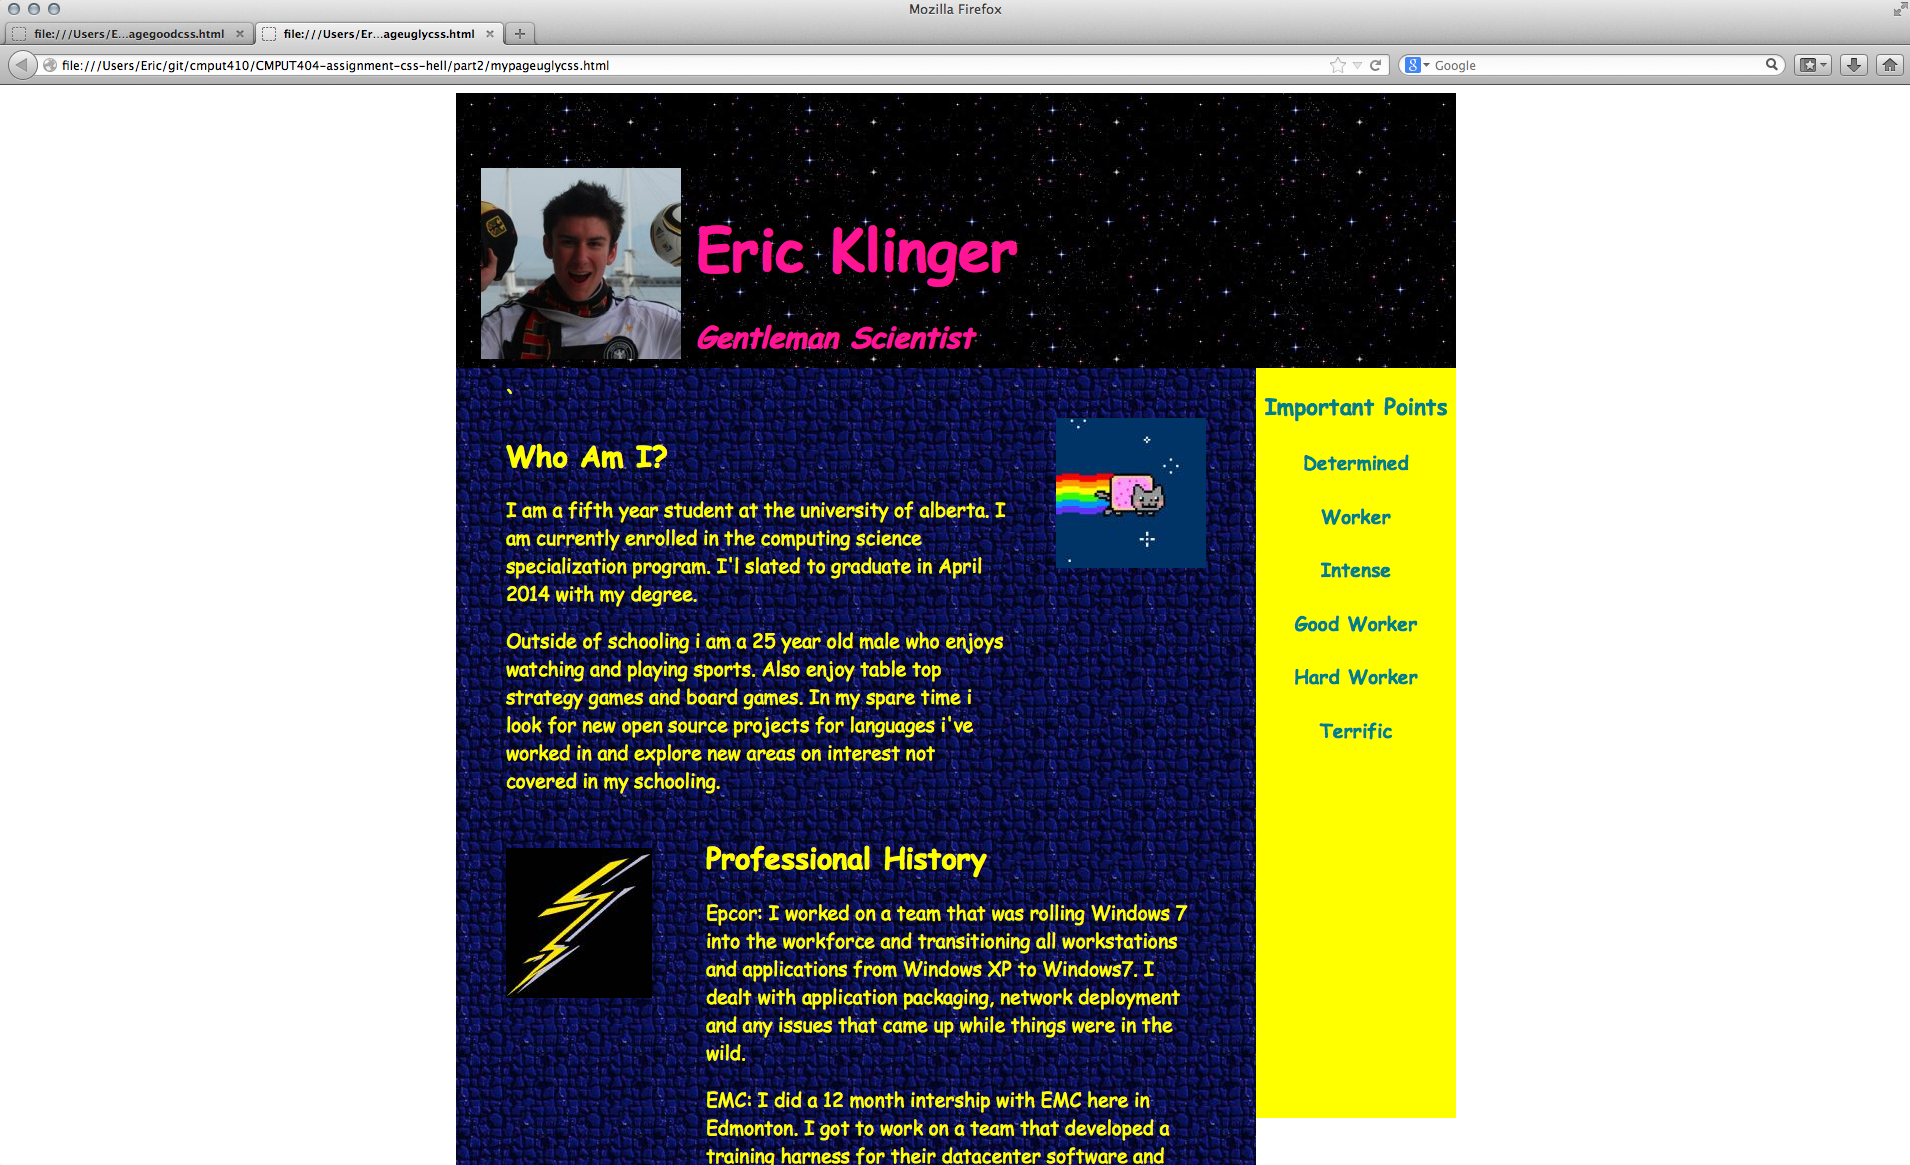 Mozilla Firefox
file:///Users/E...agegoodcss.html
file:///Users/Er...ageuglycss.html
file:///Users/Eric/git/cmput410/CMPUT404-assignment-css-hell/part2/mypageuglycss.html
8 Google
Eric Klinger
Gentleman Scientist
`
Who Am I?
I am a fifth year student at the university of alberta. I
am currently enrolled in the computing science
specialization program. I'l slated to graduate in April
2014 with my degree.
Outside of schooling i am a 25 year old male who enjoys
watching and playing sports. Also enjoy table top
strategy games and board games. In my spare time i
look for new open source projects for languages i've
worked in and explore new areas on interest not
covered in my schooling.
Professional History
Epcor: I worked on a team that was rolling Windows 7
into the workforce and transitioning all workstations
and applications from Windows XP to Windows7. I
dealt with application packaging, network deployment
and any issues that came up while things were in the
wild.
EMC: I did a 12 month intership with EMC here in
Edmonton. I got to work on a team that developed a
training harness for their datacenter software and
Important Points
Determined
Worker
Intense
Good Worker
Hard Worker
Terrific